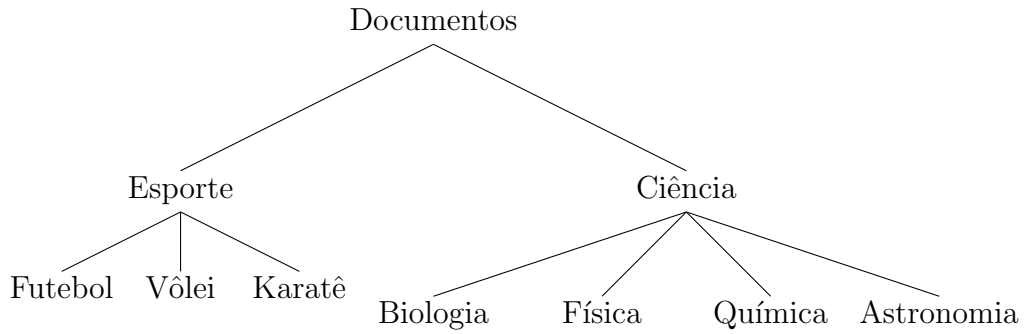 Documentos
Esporte Ciência
Futebol Vôlei Karatê
Biologia Física Química Astronomia